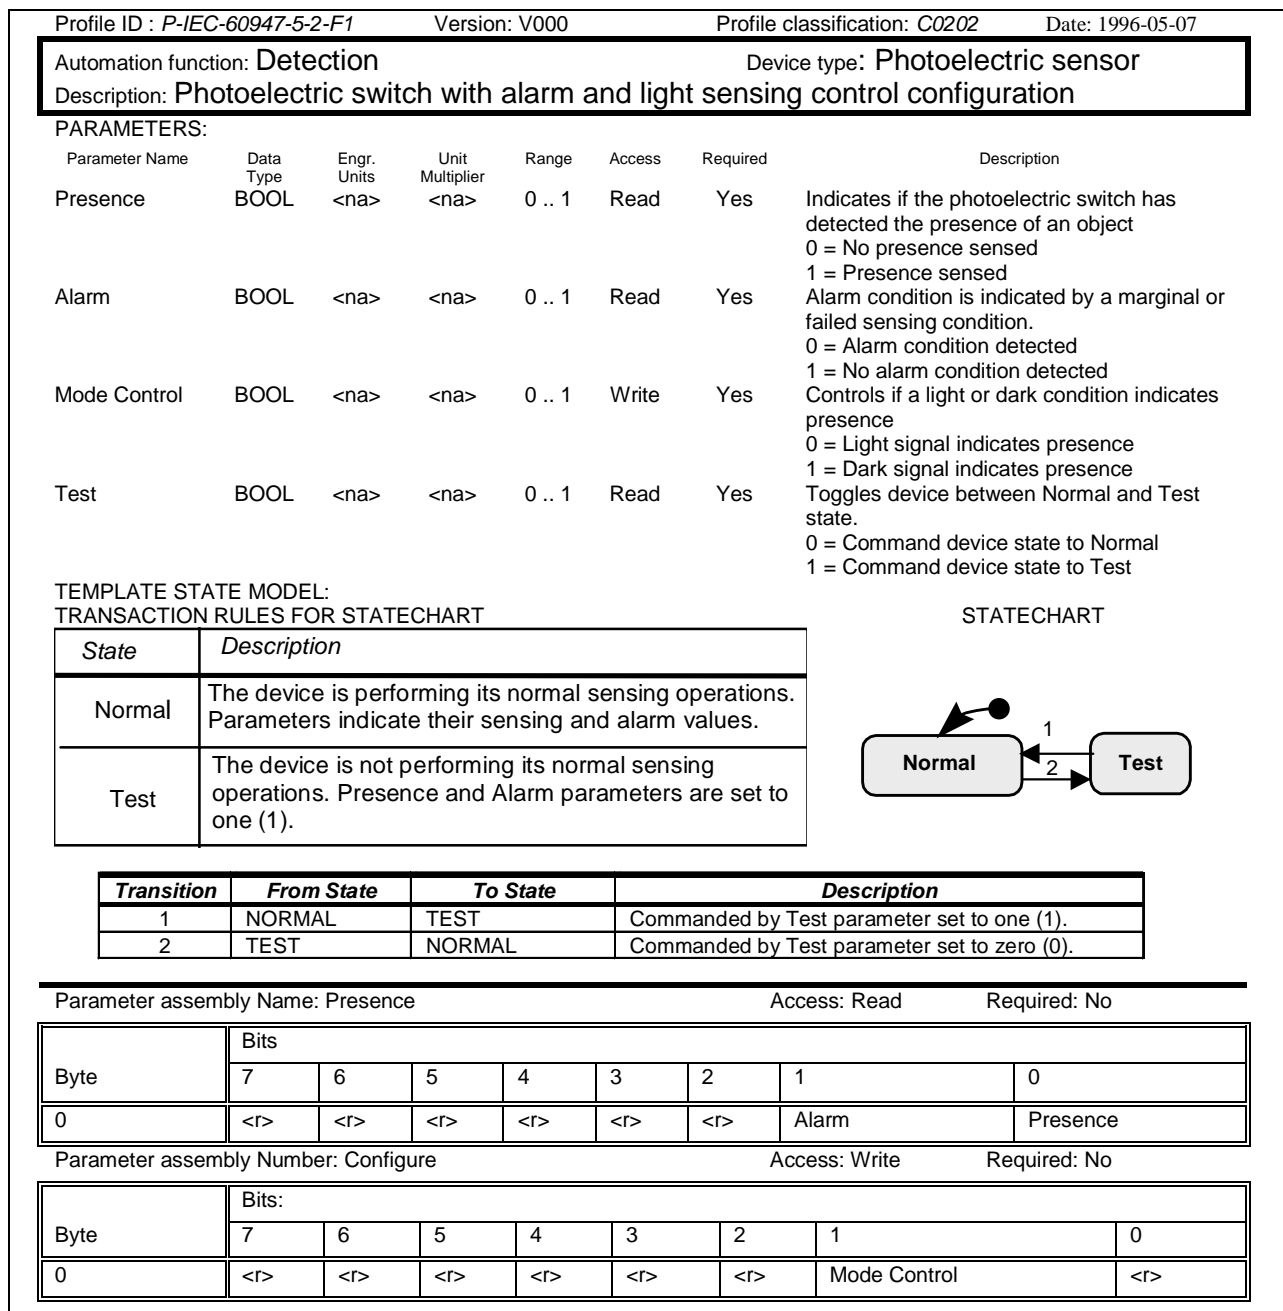 Profile ID : P-IEC-60947-5-2-F1 Version: V000 Profile classification: C0202 Date: 1996-05-07
Automation function: Detection Device type: Photoelectric sensor
Description: Photoelectric switch with alarm and light sensing control configuration
PARAMETERS:
Parameter Name Data Type Engr. Units Unit Multiplier Range Access Required Description
Presence BOOL <na> <na> 0 .. 1 Read Yes Indicates if the photoelectric switch has
detected the presence of an object
0 = No presence sensed
1 = Presence sensed
Alarm BOOL <na> <na> 0 .. 1 Read Yes Alarm condition is indicated by a marginal or
failed sensing condition.
0 = Alarm condition detected
1 = No alarm condition detected
Mode Control BOOL <na> <na> 0 .. 1 Write Yes Controls if a light or dark condition indicates
presence
0 = Light signal indicates presence
1 = Dark signal indicates presence
Test BOOL <na> <na> 0 .. 1 Read Yes Toggles device between Normal and Test
state.
0 = Command device state to Normal
1 = Command device state to Test
TEMPLATE STATE MODEL:
TRANSACTION RULES FOR STATECHART STATECHART
State Description
Normal The device is performing its normal sensing operations.
Parameters indicate their sensing and alarm values.
Test The device is not performing its normal sensing
operations. Presence and Alarm parameters are set to
one (1).
1
Normal 2 Test
Transition From State To State Description
1 NORMAL TEST Commanded by Test parameter set to one (1).
2 TEST NORMAL Commanded by Test parameter set to zero (0).
Parameter assembly Name: Presence Access: Read Required: No
Bits
Byte 7 6 5 4 3 2 1 0
0 <r> <r> <r> <r> <r> <r> Alarm Presence
Parameter assembly Number: Configure Access: Write Required: No
Bits:
Byte 7 6 5 4 3 2 1 0
0 <r> <r> <r> <r> <r> <r> Mode Control <r>